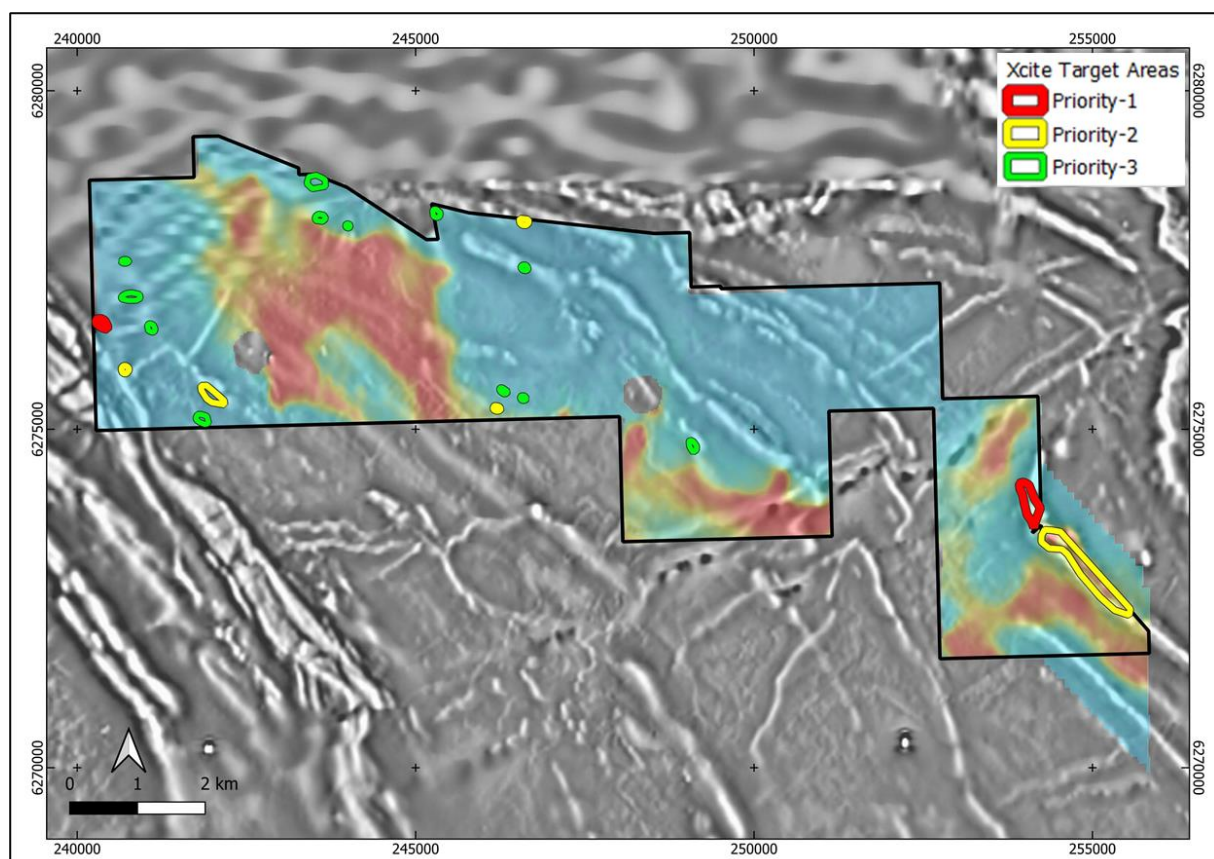 240000 245000 250000 255000
6280000 6280000
Xcite Target Areas
Priority-1
Priority-2
Priority-3
6275000 6275000
6270000 6270000
0 1 2 km
240000 245000 250000 255000